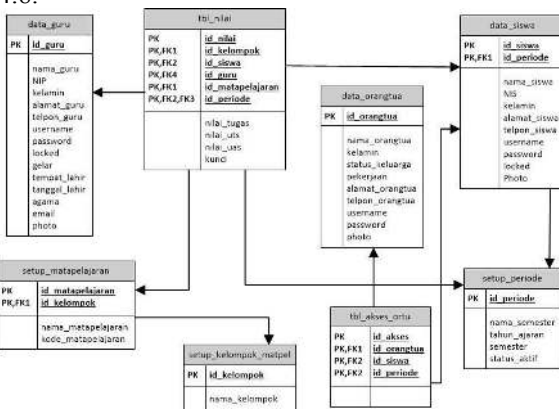 4.6.
data_guru
PK id_guru
nama_guru
NIP
kelamin
alamat_guru
telpon_guru
username
password
locked
gelar
tempat_lahir
tanggal_lahir
agama
email
photo
tbl_nilai
PK id_nilai
PK,FK1 id_kelompok
PK,FK2 id_siswa
PK,FK4 id_guru
PK,FK1 id_matapelajaran
PK,FK2,FK3 id_periode
nilai_tugas
nilai_uts
nilai_uas
kunci
data_siswa
PK id_siswa
PK,FK1 id_periode
nama_siswa
NIS
kelamin
alamat_siswa
telpon_siswa
username
password
locked
Photo
data_orangtua
PK id_orangtua
nama_orangtua
kelamin
status_keluarga
pekerjaan
alamat_orangtua
telpon_orangtua
username
password
photo
setup_matapelajaran
PK id_matapelajaran
PK,FK1 id_kelompok
nama_matapelajaran
kode_matapelajaran
setup_kelompok_matpel
PK id_kelompok
nama_kelompok
tbl_akses_ortu
PK id_akses
PK,FK1 id_orangtua
PK,FK2 id_siswa
PK,FK2 id_periode
setup_periode
PK id_periode
nama_semester
tahun_ajaran
semester
status_aktif